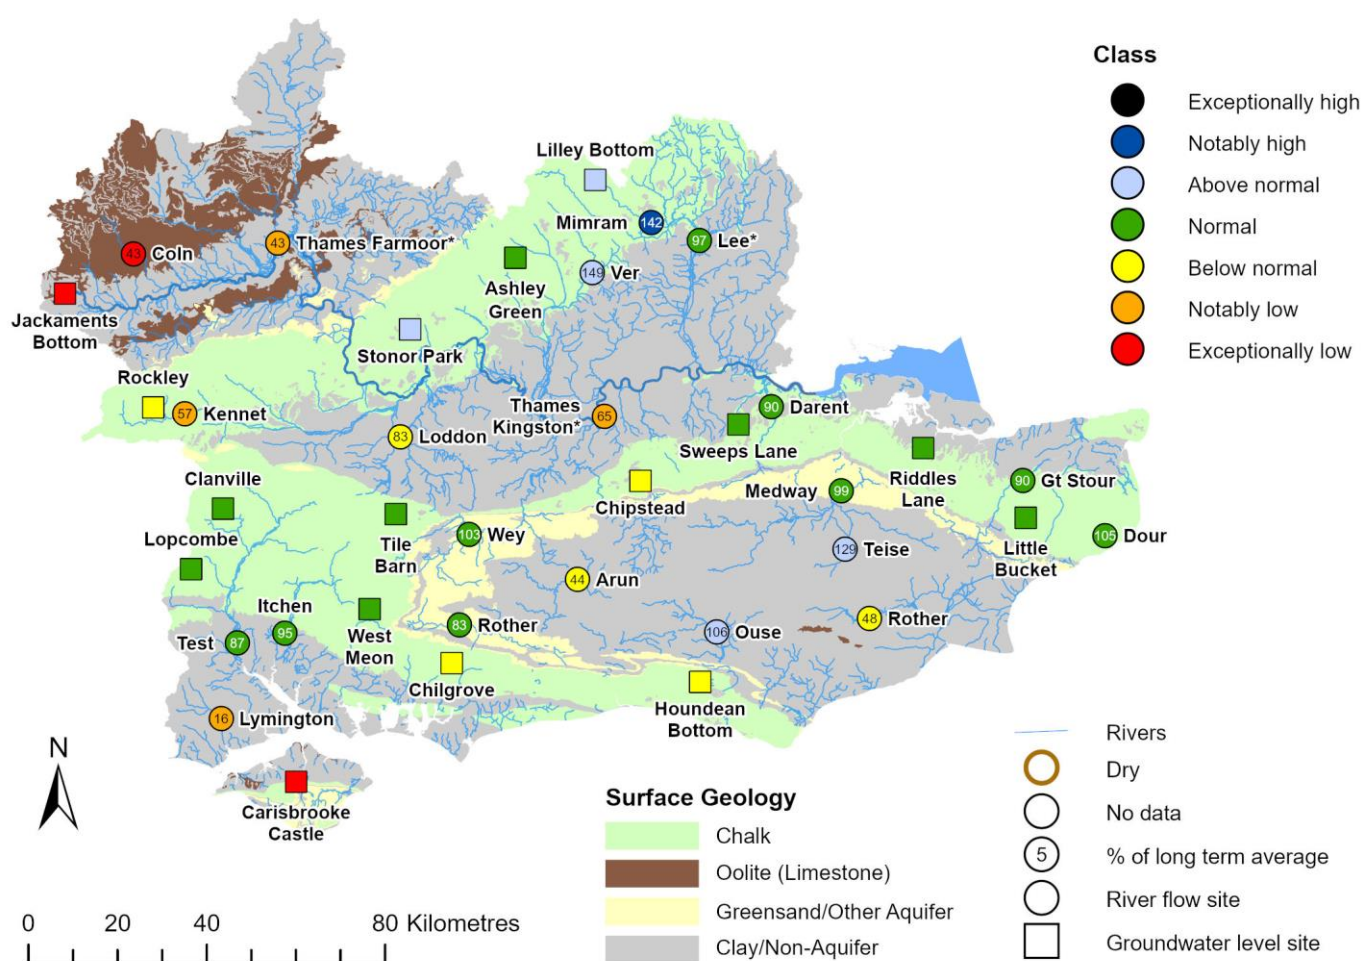 Class
Exceptionally high
Notably high
Above normal
Normal
Below normal
Notably low
Exceptionally low
Lilley Bottom
Mimram
142
97
Lee*
43
Coln
43
Thames Farmoor*
Ashley
Green
149
Ver
Jackaments
Bottom
Stonor Park
Rockley
57
Kennet
83
Loddon
Thames
Kingston*
65
90
Darent
Sweeps Lane
Riddles
Lane
Clanville
Chipstead
Medway
99
90
Gt Stour
Lopcombe
Tile
Barn
103
Wey
129
Teise
Little
Bucket
105
Dour
44
Arun
Itchen
95
Test
87
West
Meon
83
Rother
106
Ouse
48
Rother
Chilgrove
Houndean
Bottom
16
Lymington
Carisbrooke
Castle
N
0 20 40 80 Kilometres
Surface Geology
Chalk
Oolite (Limestone)
Greensand/Other Aquifer
Clay/Non-Aquifer
Rivers
Dry
No data
5 % of long term average
River flow site
Groundwater level site